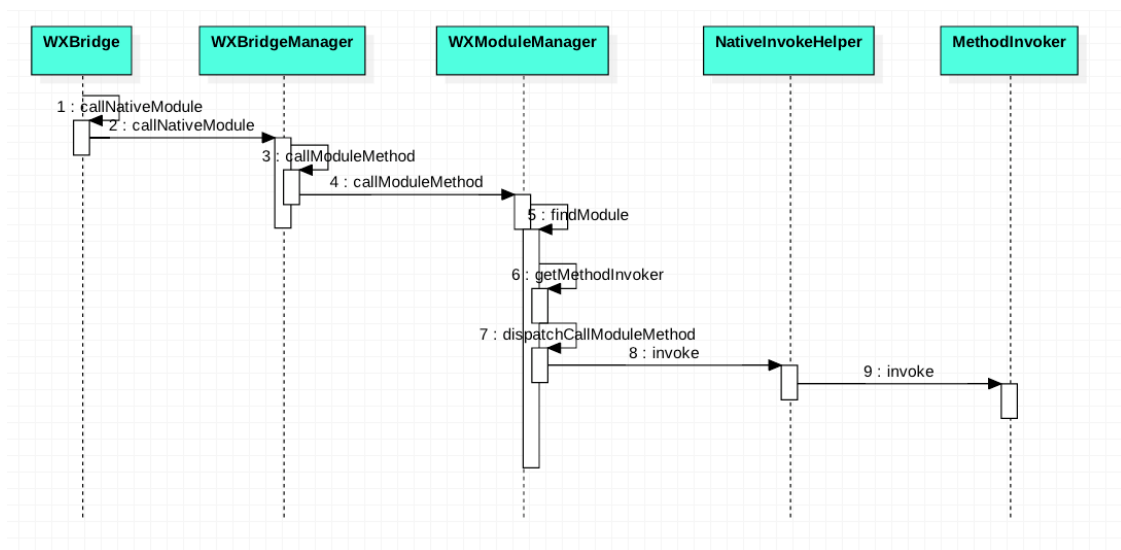 WXBridge
WXBridgeManager
WXModuleManager
NativeInvokeHelper
MethodInvoker
1 : callNativeModule
2 : callNativeModule
3 : callModuleMethod
4 : callModuleMethod
5 : findModule
6 : getMethodInvoker
7 : dispatchCallModuleMethod
8 : invoke
9 : invoke